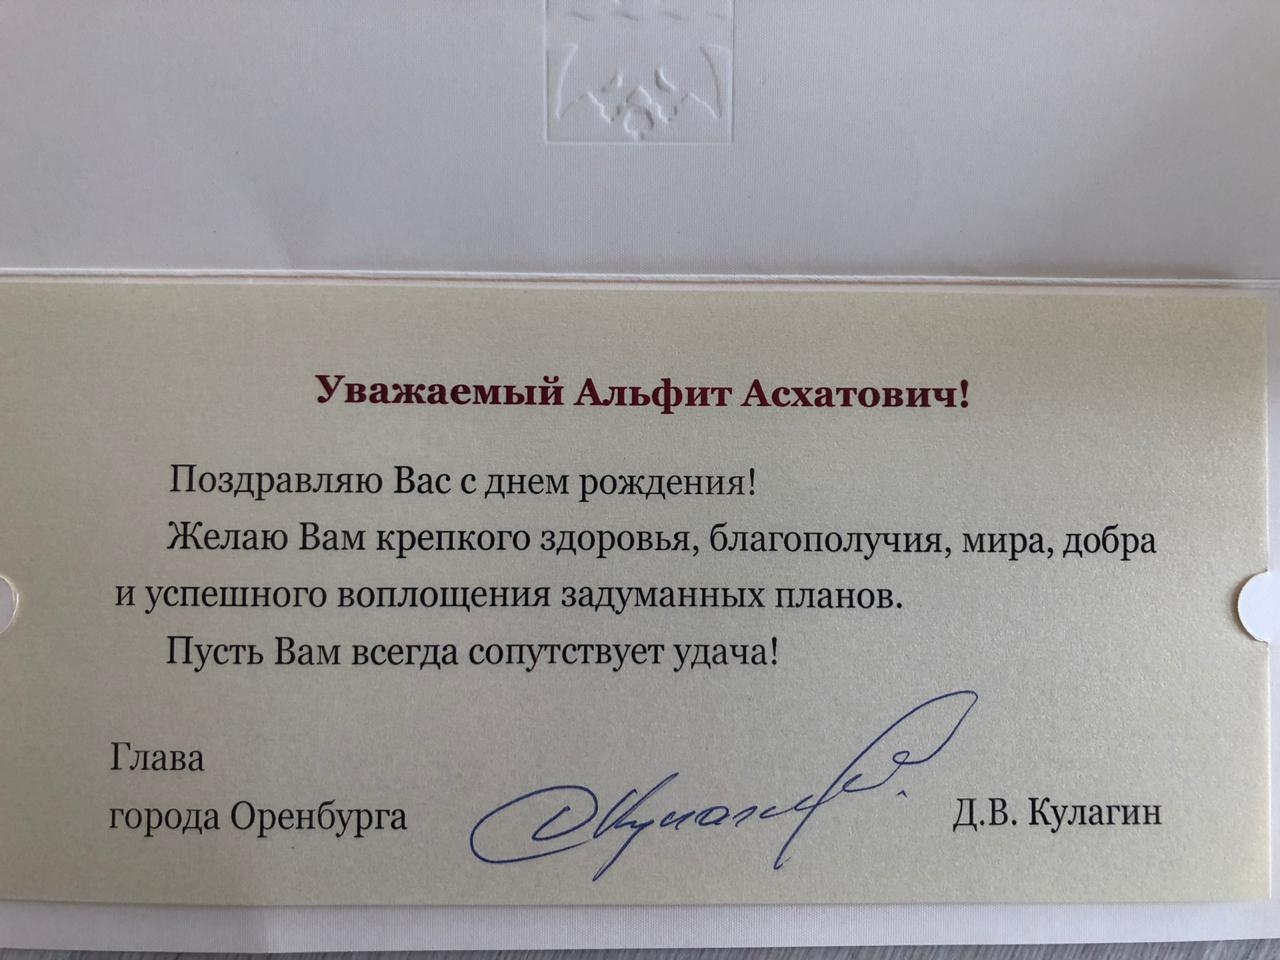 Уважаемый Альфит Асхатович!
Поздравляю Вас с днем рождения!
Желаю Вам крепкого здоровья, благополучия, мира, добра
и успешного воплощения задуманных планов.
Пусть Вам всегда сопутствует удача!
Глава
города Оренбурга
Д.В. Кулагин